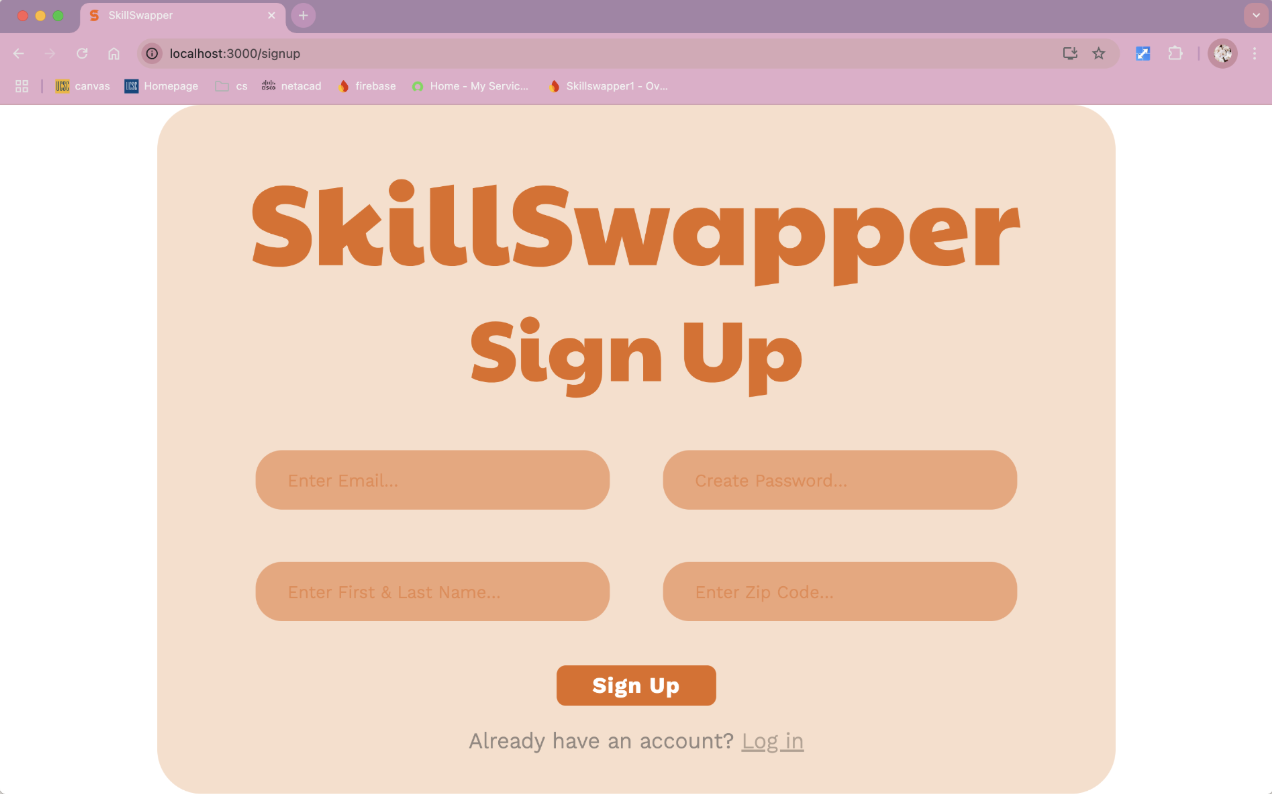 SkillSwapper
localhost:3000/signup
canvas Homepage cs netacad firebase Home - My Servic... Skillswapper1 - Ov...
SkillSwapper
Sign Up
Enter Email... Create Password...
Enter First & Last Name... Enter Zip Code...
Sign Up
Already have an account? Log in